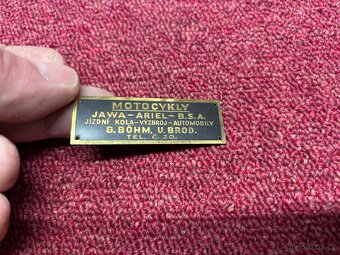 MOTOCYKLY
JAWA-ARIEL-B.S.A.
JÍZDNÍ KOLA-VÝZBROJ-AUTOMOBILY
B. BÖHM, U. BROD.
TEL. Č. 30.